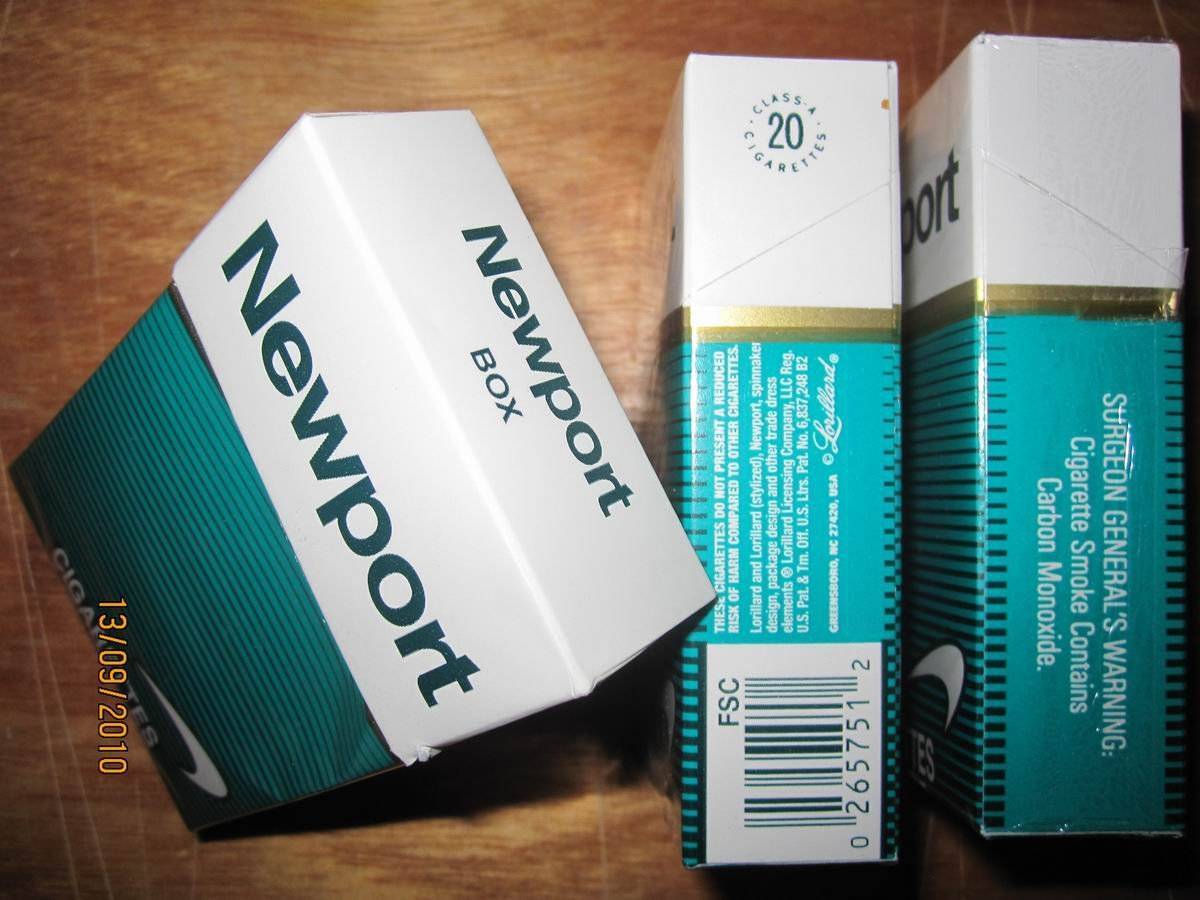 Newport
Newport
BOX
CIGARETTES
13/09/2010
CLASS A
20
CIGARETTES
THESE CIGARETTES DO NOT PRESENT A REDUCED
RISK OF HARM COMPARED TO OTHER CIGARETTES.
Lorillard and Lorillard (stylized), Newport, spinnaker
design, package design and other trade dress
elements ® Lorillard Licensing Company, LLC Reg.
U.S. Pat. & Tm. Off. U.S. Ltrs. Pat. No. 6,837,248 B2
GREENSBORO, NC 27420, USA © Lorillard®
FSC
0 265751 2
port
TES
SURGEON GENERAL'S WARNING:
Cigarette Smoke Contains
Carbon Monoxide.